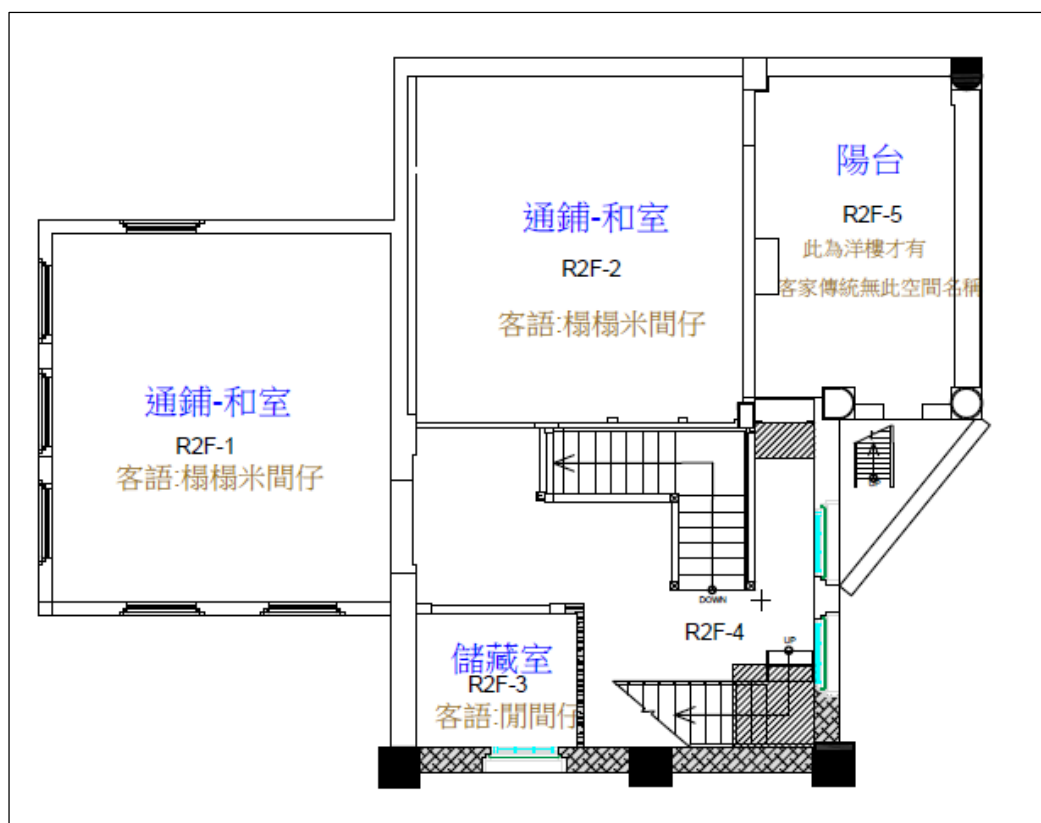 陽台
R2F-5
此為洋樓才有
客家傳統無此空間名稱
通鋪-和室
R2F-2
客語:榻榻米間仔
通鋪-和室
R2F-1
客語:榻榻米間仔
DOWN
R2F-4
UP
UP
儲藏室
R2F-3
客語:閒間仔